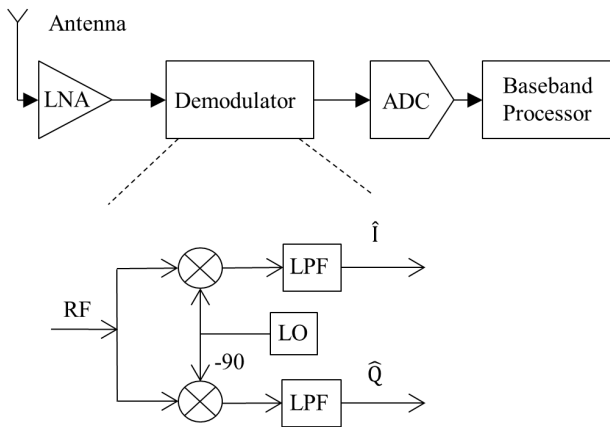 Antenna
LNA
Demodulator
ADC
Baseband
Processor
Î
LPF
RF
LO
-90
Q̂
LPF